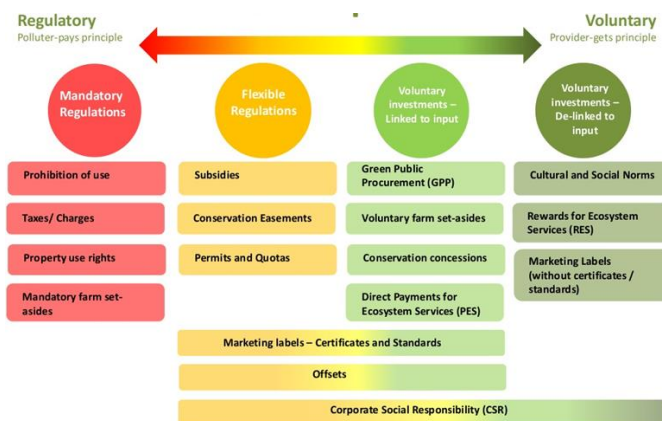 Regulatory
Polluter-pays principle
Voluntary
Provider-gets principle
Mandatory
Regulations
Flexible
Regulations
Voluntary
investments –
Linked to input
Voluntary
investments –
De-linked to
input
Prohibition of use
Taxes/ Charges
Property use rights
Mandatory farm set-
asides
Subsidies
Conservation Easements
Permits and Quotas
Green Public
Procurement (GPP)
Voluntary farm set-asides
Conservation concessions
Direct Payments for
Ecosystem Services (PES)
Cultural and Social Norms
Rewards for Ecosystem
Services (RES)
Marketing Labels
(without certificates /
standards)
Marketing labels – Certificates and Standards
Offsets
Corporate Social Responsibility (CSR)